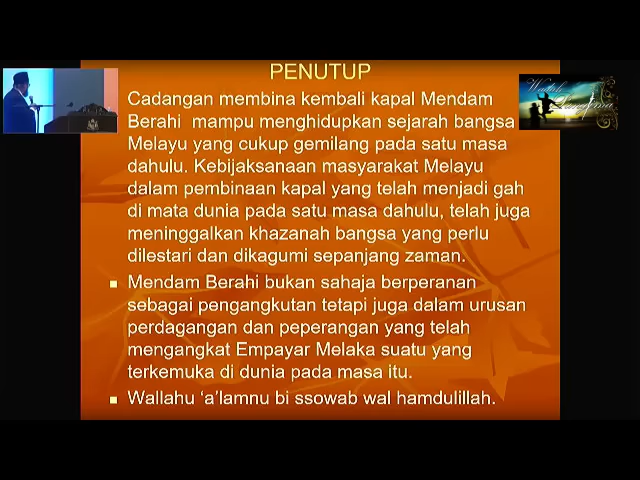 PENUTUP
Cadangan membina kembali kapal Mendam
Berahi mampu menghidupkan sejarah bangsa
Melayu yang cukup gemilang pada satu masa
dahulu. Kebijaksanaan masyarakat Melayu
dalam pembinaan kapal yang telah menjadi gah
di mata dunia pada satu masa dahulu, telah juga
meninggalkan khazanah bangsa yang perlu
dilestari dan dikagumi sepanjang zaman.
Mendam Berahi bukan sahaja berperanan
sebagai pengangkutan tetapi juga dalam urusan
perdagangan dan peperangan yang telah
mengangkat Empayar Melaka suatu yang
terkemuka di dunia pada masa itu.
Wallahu ‘a’lamnu bi ssowab wal hamdulillah.